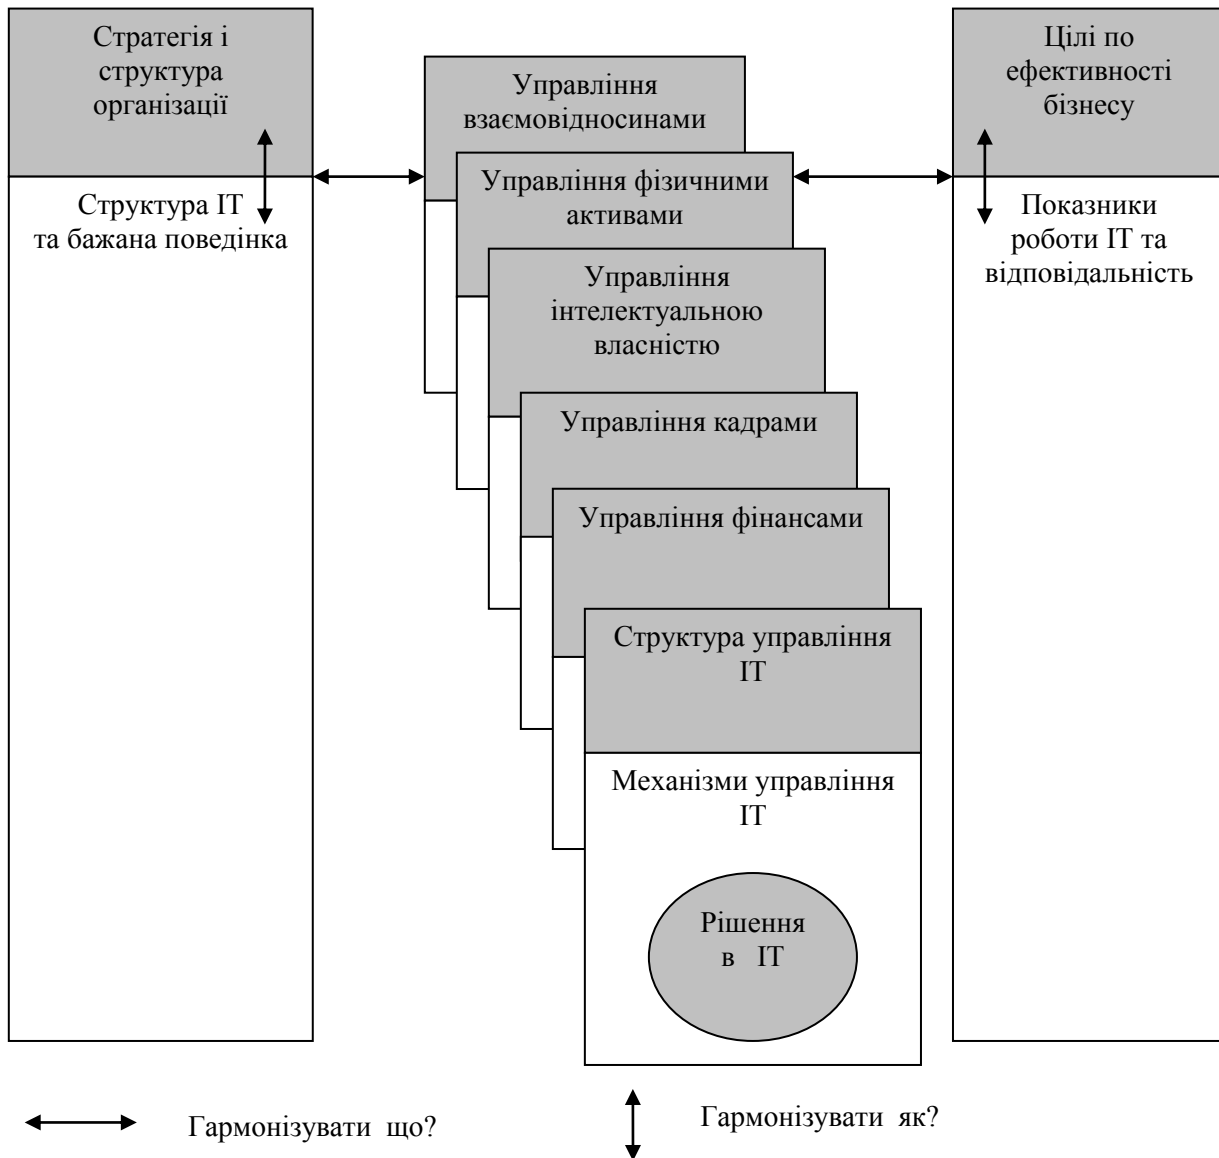 Стратегія і
структура
організації
Структура ІТ
та бажана поведінка
Управління
взаємовідносинами
Управління фізичними
активами
Управління
інтелектуальною
власністю
Управління кадрами
Управління фінансами
Структура управління
ІТ
Механізми управління
ІТ
Рішення
в ІТ
Цілі по
ефективності
бізнесу
Показники
роботи ІТ та
відповідальність
Гармонізувати що?
Гармонізувати як?